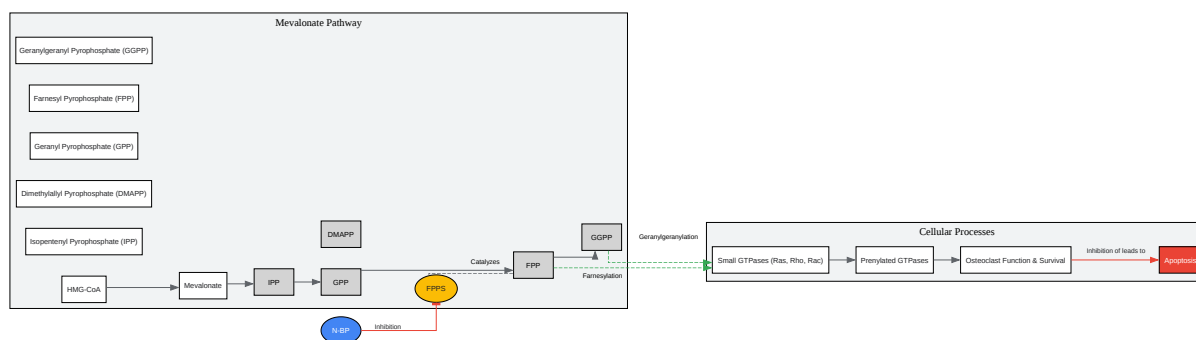 Mevalonate Pathway
Geranylgeranyl Pyrophosphate (GGPP)
Farnesyl Pyrophosphate (FPP)
Geranyl Pyrophosphate (GPP)
Dimethylallyl Pyrophosphate (DMAPP)
Isopentenyl Pyrophosphate (IPP)
HMG-CoA
Mevalonate
IPP
DMAPP
GPP
Catalyzes
FPPS
FPP
GGPP
N-BP
Inhibition
Geranylgeranylation
Farnesylation
Cellular Processes
Small GTPases (Ras, Rho, Rac)
Prenylated GTPases
Osteoclast Function & Survival
Inhibition of leads to
Apoptosis